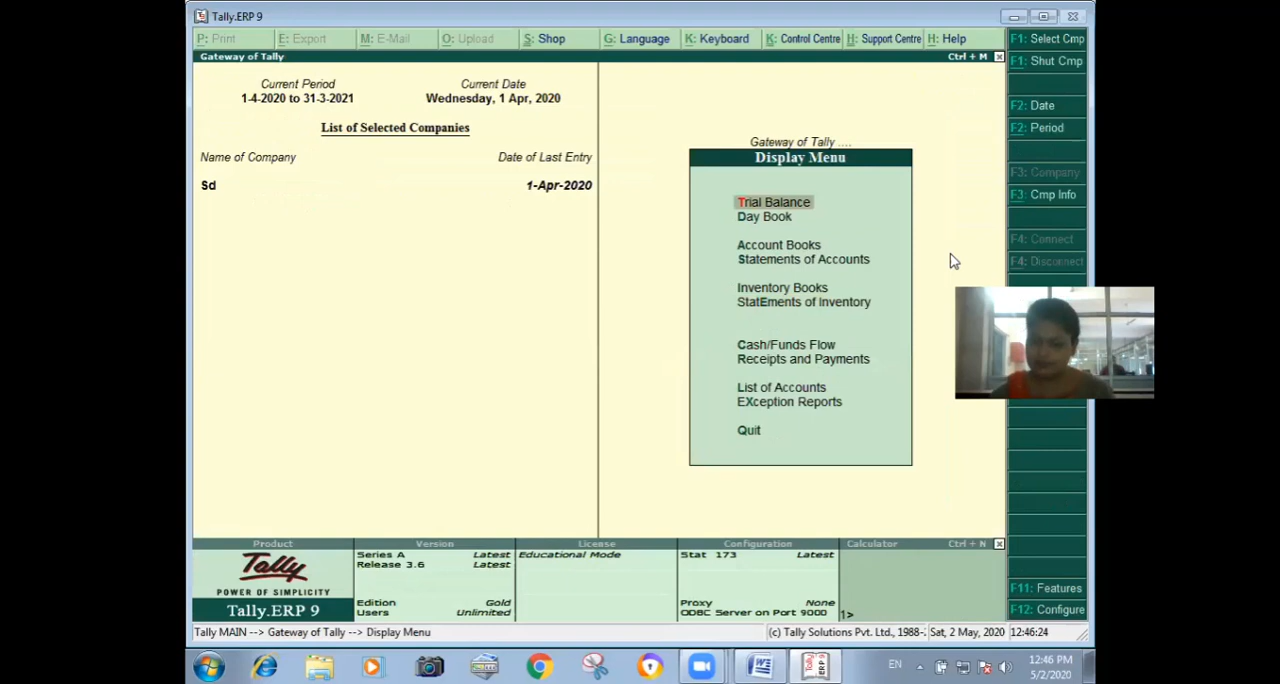 Tally.ERP 9
P: Print E: Export M: E-Mail O: Upload S: Shop G: Language K: Keyboard K: Control Centre H: Support Centre H: Help
F1: Select Cmp
F1: Shut Cmp
F2: Date
F2: Period
F3: Company
F3: Cmp Info
F4: Connect
F4: Disconnect
F11: Features
F12: Configure
Gateway of Tally Ctrl + M
Current Period Current Date
1-4-2020 to 31-3-2021 Wednesday, 1 Apr, 2020
List of Selected Companies
Name of Company Date of Last Entry
Sd 1-Apr-2020
Gateway of Tally ....
Display Menu
Trial Balance
Day Book
Account Books
Statements of Accounts
Inventory Books
StatEments of Inventory
Cash/Funds Flow
Receipts and Payments
List of Accounts
EXception Reports
Quit
Product Version License Configuration Calculator Ctrl + N
Tally
POWER OF SIMPLICITY
Tally.ERP 9
Series A Latest
Release 3.6 Latest
Edition Gold
Users Unlimited
Educational Mode
Stat 173 Latest
Proxy None
ODBC Server on Port 9000
1>
Tally MAIN --> Gateway of Tally --> Display Menu (c) Tally Solutions Pvt. Ltd., 1988- Sat, 2 May, 2020 12:46:24
EN 12:46 PM
5/2/2020